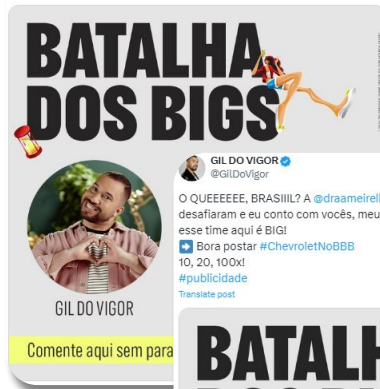 BATALHA
DOS BIGS
GIL DO VIGOR
@GilDoVigor
O QUEEEEEE, BRASIIIL? A @draameirell
desafiaram e eu conto com vocês, meu
esse time aqui é BIG!
Bora postar #ChevroletNoBBB
10, 20, 100x!
#publicidade
Translate post
GIL DO VIGOR
Comente aqui sem para
BATALH